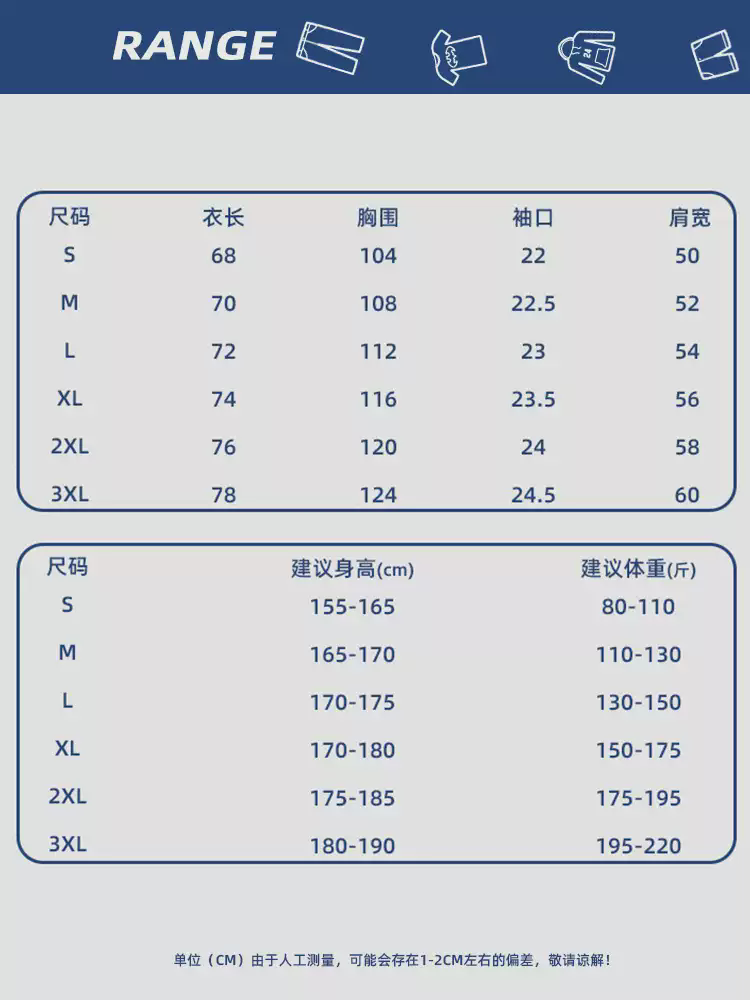 RANGE
24
尺码 衣长 胸围 袖口 肩宽
S 68 104 22 50
M 70 108 22.5 52
L 72 112 23 54
XL 74 116 23.5 56
2XL 76 120 24 58
3XL 78 124 24.5 60
尺码 建议身高(cm) 建议体重(斤)
S 155-165 80-110
M 165-170 110-130
L 170-175 130-150
XL 170-180 150-175
2XL 175-185 175-195
3XL 180-190 195-220
单位（CM）由于人工测量，可能会存在1-2CM左右的偏差，敬请谅解！